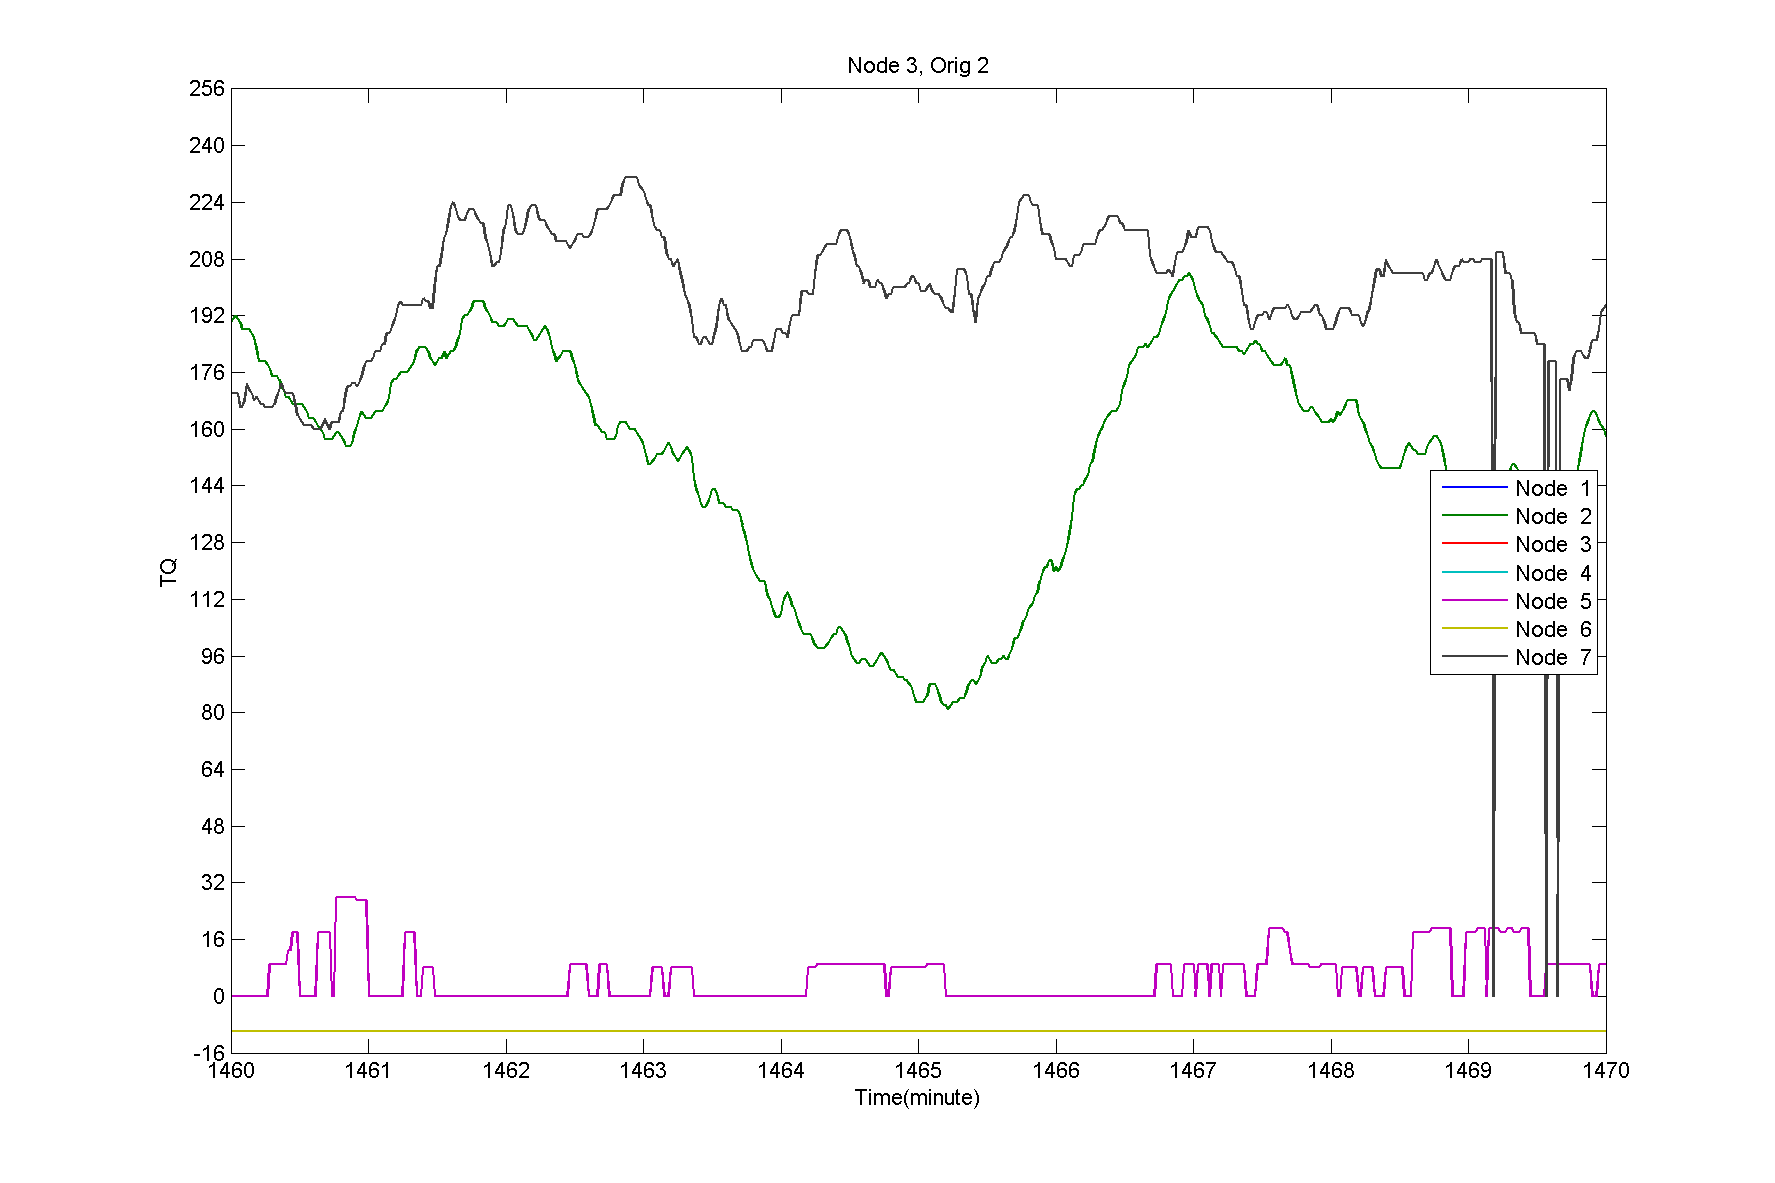 Node 3, Orig 2
256
240
224
208
192
176
160
144
128
112
96
80
64
48
32
16
0
-16
TQ
Node 1
Node 2
Node 3
Node 4
Node 5
Node 6
Node 7
1460 1461 1462 1463 1464 1465 1466 1467 1468 1469 1470
Time(minute)